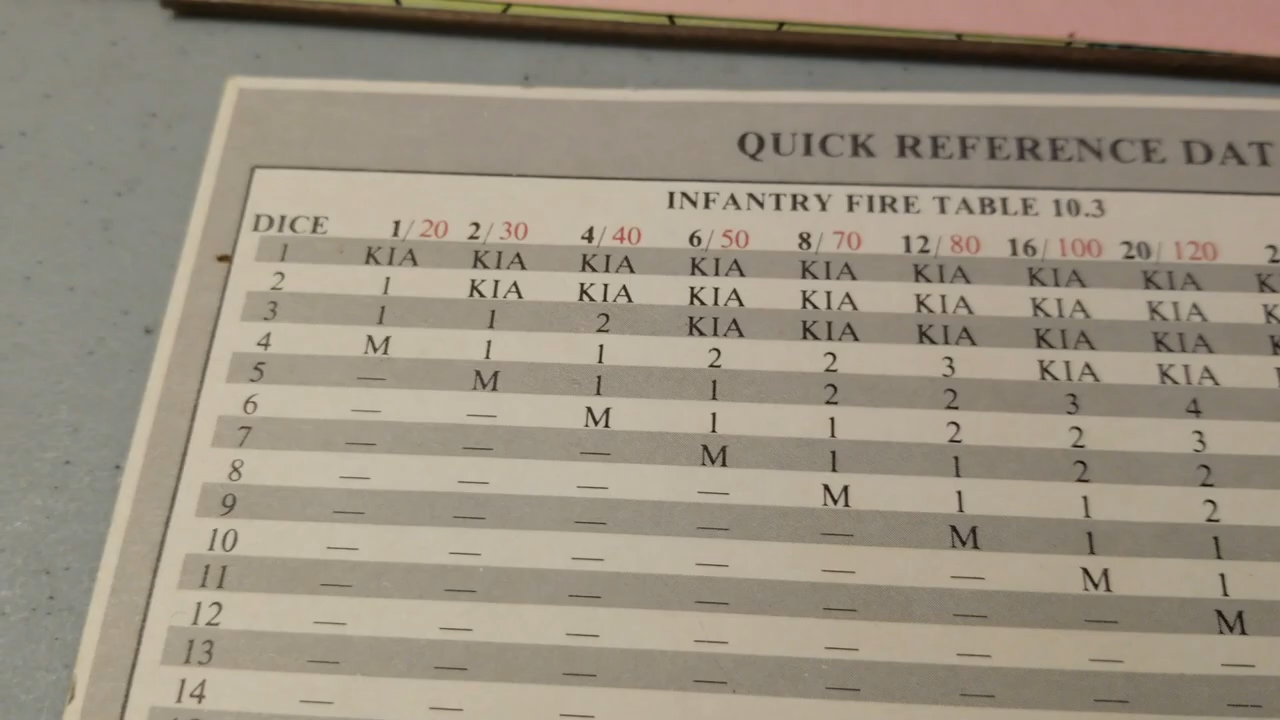 QUICK REFERENCE DAT
INFANTRY FIRE TABLE 10.3
DICE 1/20 2/30 4/40 6/50 8/70 12/80 16/100 20/120 2
1 KIA KIA KIA KIA KIA KIA KIA KIA K
2 1 KIA KIA KIA KIA KIA KIA KIA K
3 1 1 2 KIA KIA KIA KIA KIA K
4 M 1 1 2 2 3 KIA KIA
5 — M 1 1 2 2 3 4
6 — — M 1 1 2 2 3
7 — — — M 1 1 2 2
8 — — — — M 1 1 2
9 — — — — — M 1 1
10 — — — — — — M 1
11 — — — — — — — M
12 — — — — — — — —
13 — — — — — — — —
14 — — —